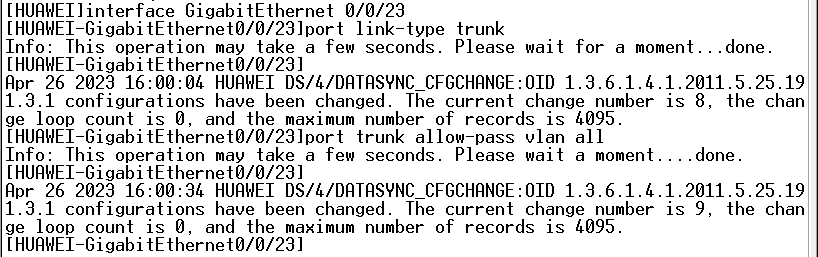 [HUAWEI]interface GigabitEthernet 0/0/23
[HUAWEI-GigabitEthernet0/0/23]port link-type trunk
Info: This operation may take a few seconds. Please wait for a moment...done.
[HUAWEI-GigabitEthernet0/0/23]
Apr 26 2023 16:00:04 HUAWEI DS/4/DATASYNC_CFGCHANGE:OID 1.3.6.1.4.1.2011.5.25.19
1.3.1 configurations have been changed. The current change number is 8, the chan
ge loop count is 0, and the maximum number of records is 4095.
[HUAWEI-GigabitEthernet0/0/23]port trunk allow-pass vlan all
Info: This operation may take a few seconds. Please wait a moment....done.
[HUAWEI-GigabitEthernet0/0/23]
Apr 26 2023 16:00:34 HUAWEI DS/4/DATASYNC_CFGCHANGE:OID 1.3.6.1.4.1.2011.5.25.19
1.3.1 configurations have been changed. The current change number is 9, the chan
ge loop count is 0, and the maximum number of records is 4095.
[HUAWEI-GigabitEthernet0/0/23]